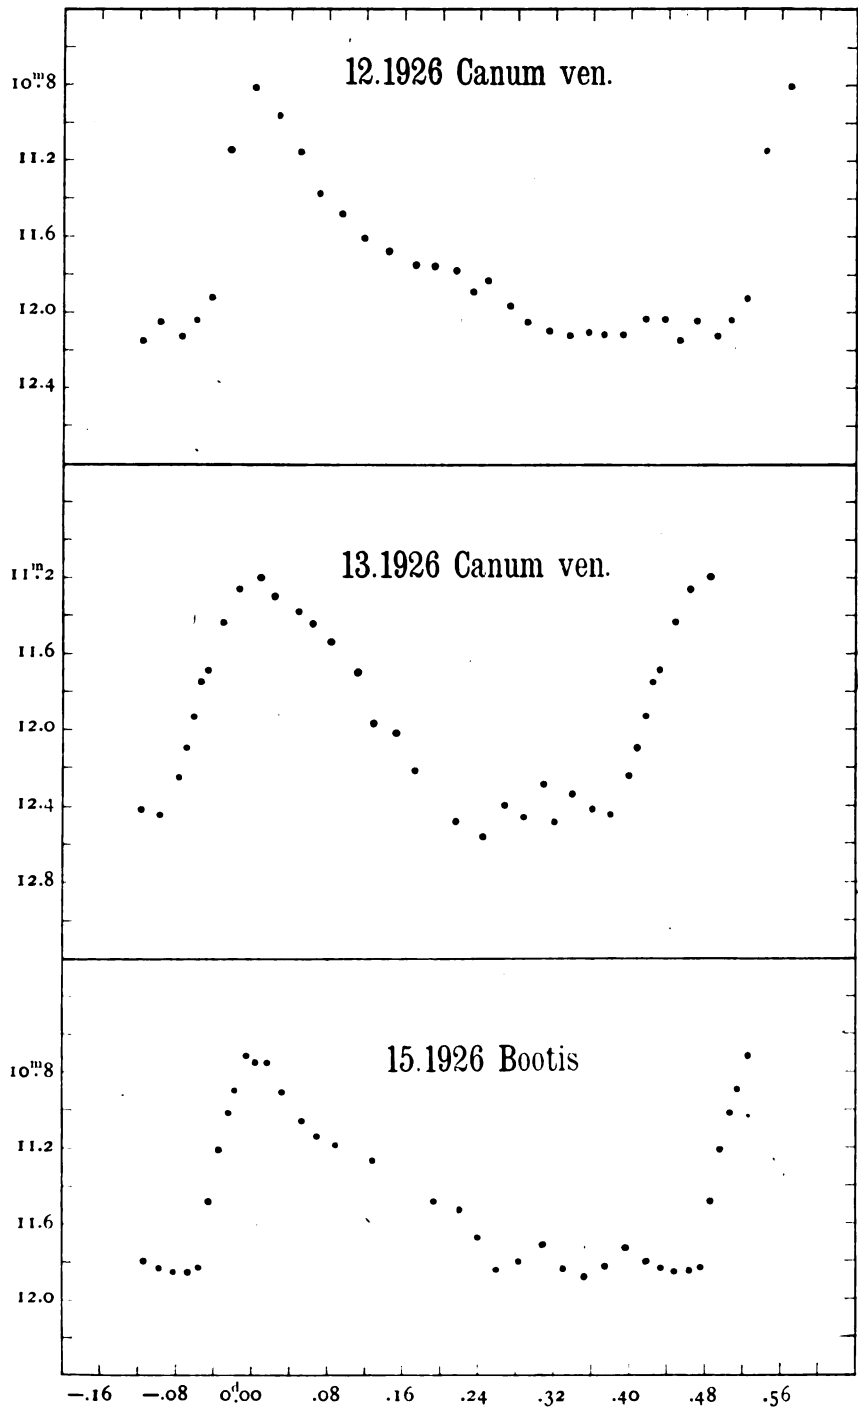 12.1926 Canum ven.
10ᵐ.8
11.2
11.6
12.0
12.4
13.1926 Canum ven.
11ᵐ.2
11.6
12.0
12.4
12.8
15.1926 Bootis
10ᵐ.8
11.2
11.6
12.0
—.16 —.08 0ᵈ.00 .08 .16 .24 .32 .40 .48 .56